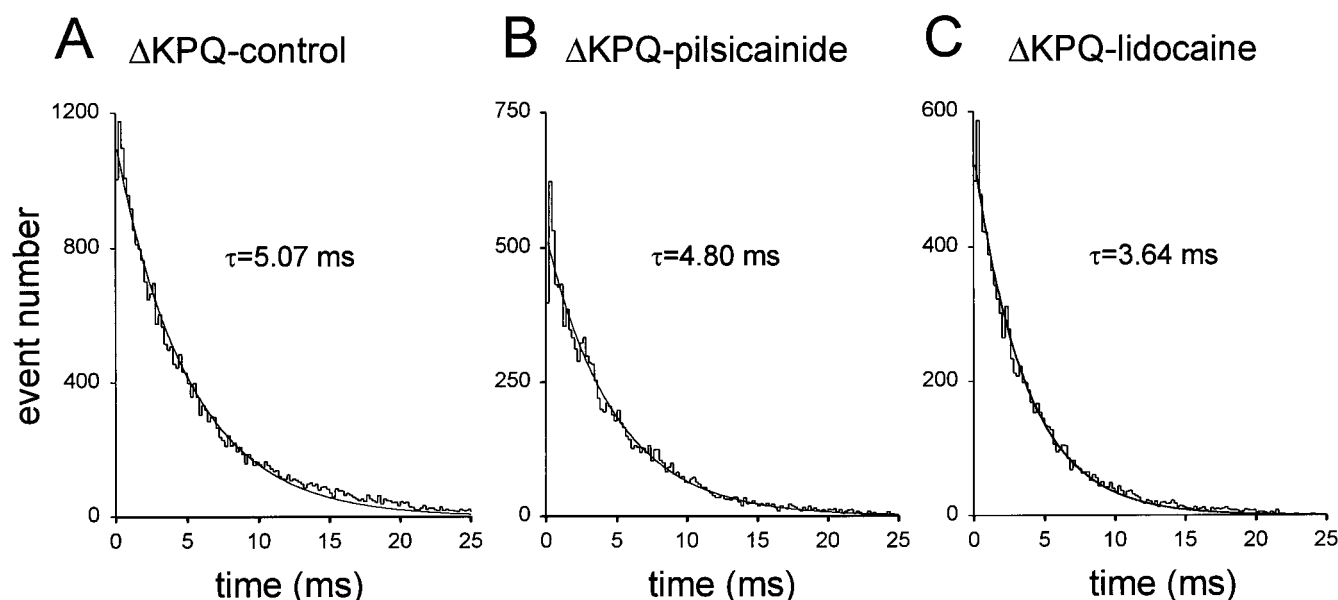 A ΔKPQ-control
1200
800
400
0
event number
τ=5.07 ms
0 5 10 15 20 25
time (ms)
B ΔKPQ-pilsicainide
750
500
250
0
τ=4.80 ms
0 5 10 15 20 25
time (ms)
C ΔKPQ-lidocaine
600
400
200
0
τ=3.64 ms
0 5 10 15 20 25
time (ms)